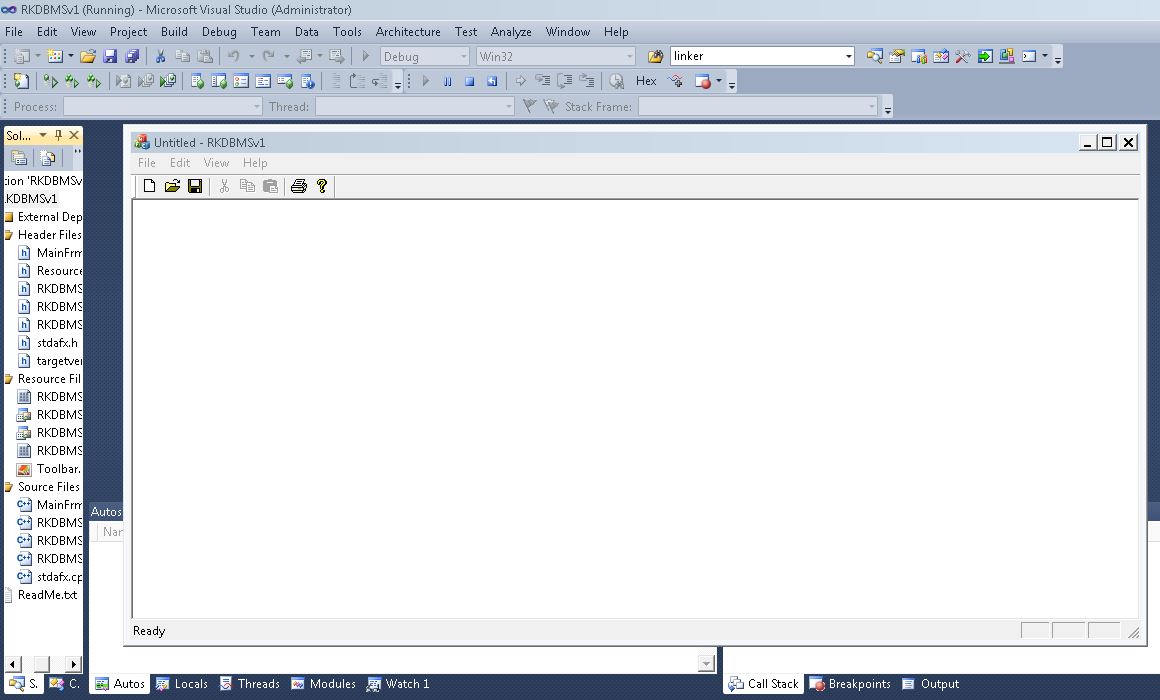 RKDBMSv1 (Running) - Microsoft Visual Studio (Administrator)
File Edit View Project Build Debug Team Data Tools Architecture Test Analyze Window Help
Debug Win32 linker
Hex
Process: Thread: Stack Frame:
Sol...
tion 'RKDBMSv
RKDBMSv1
External Dep
Header Files
MainFrm
Resource
RKDBMS
RKDBMS
RKDBMS
stdafx.h
targetver
Resource Fil
RKDBMS
RKDBMS
RKDBMS
RKDBMS
Toolbar.
Source Files
MainFrm
RKDBMS
RKDBMS
RKDBMS
stdafx.cp
ReadMe.txt
S. C.
Untitled - RKDBMSv1
File Edit View Help
Ready
Autos
Nar
Autos Locals Threads Modules Watch 1
Call Stack Breakpoints Output